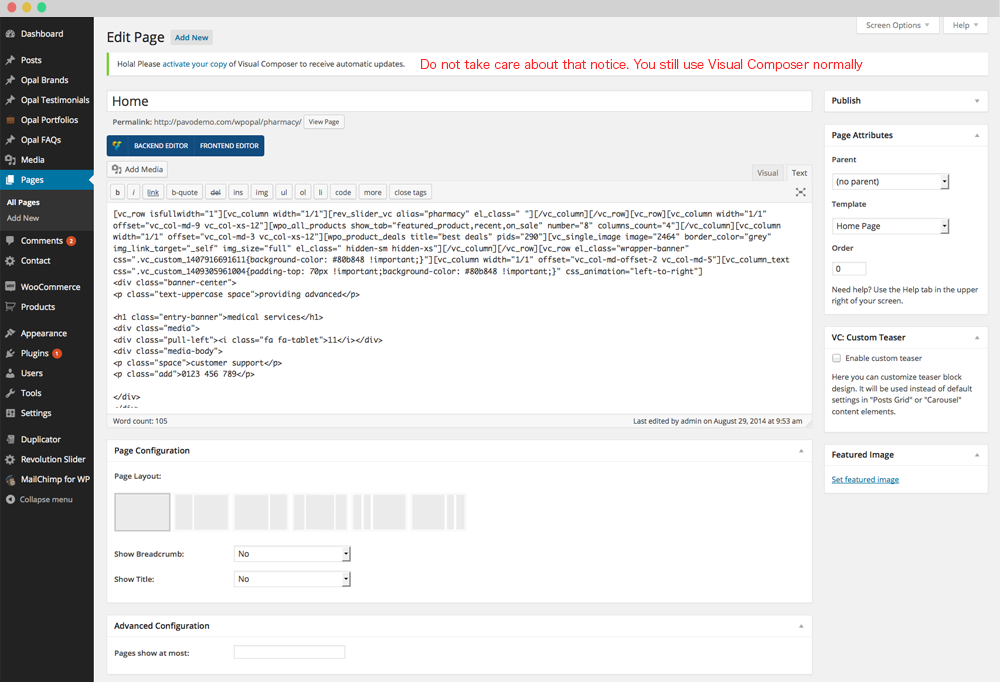 Dashboard
Posts
Opal Brands
Opal Testimonials
Opal Portfolios
Opal FAQs
Media
Pages
All Pages
Add New
Comments 2
Contact
WooCommerce
Products
Appearance
Plugins 1
Users
Tools
Settings
Duplicator
Revolution Slider
MailChimp for WP
Collapse menu
Screen Options
Help
Edit Page Add New
Hola! Please activate your copy of Visual Composer to receive automatic updates.
Do not take care about that notice. You still use Visual Composer normally
Home
Permalink: http://pavodemo.com/wpopal/pharmacy/ View Page
BACKEND EDITOR FRONTEND EDITOR
Add Media
Visual Text
b i link b-quote del ins img ul ol li code more close tags
[vc_row isfullwidth="1"][vc_column width="1/1"][rev_slider_vc alias="pharmacy" el_class=" "][/vc_column][/vc_row][vc_row][vc_column width="1/1"
offset="vc_col-md-9 vc_col-xs-12"][wpo_all_products show_tab="featured_product,recent,on_sale" number="8" columns_count="4"][/vc_column][vc_column
width="1/1" offset="vc_col-md-3 vc_col-xs-12"][wpo_product_deals title="best deals" pids="290"][vc_single_image image="2464" border_color="grey"
img_link_target="_self" img_size="full" el_class=" hidden-sm hidden-xs"][/vc_column][/vc_row][vc_row el_class="wrapper-banner"
css=".vc_custom_1407916691611{background-color: #80b848 !important;}"][vc_column width="1/1" offset="vc_col-md-offset-2 vc_col-md-5"][vc_column_text
css=".vc_custom_1409305961004{padding-top: 70px !important;background-color: #80b848 !important;}" css_animation="left-to-right"]
<div class="banner-center">
<p class="text-uppercase space">providing advanced</p>
<h1 class="entry-banner">medical services</h1>
<div class="media">
<div class="pull-left"><i class="fa fa-tablet">11</i></div>
<div class="media-body">
<p class="space">customer support</p>
<p class="add">0123 456 789</p>
</div>
</div>
Word count: 105
Last edited by admin on August 29, 2014 at 9:53 am
Page Configuration
Page Layout:
Show Breadcrumb: No
Show Title: No
Advanced Configuration
Pages show at most:
Publish
Page Attributes
Parent
(no parent)
Template
Home Page
Order
0
Need help? Use the Help tab in the upper
right of your screen.
VC: Custom Teaser
Enable custom teaser
Here you can customize teaser block
design. It will be used instead of default
settings in "Posts Grid" or "Carousel"
content elements.
Featured Image
Set featured image